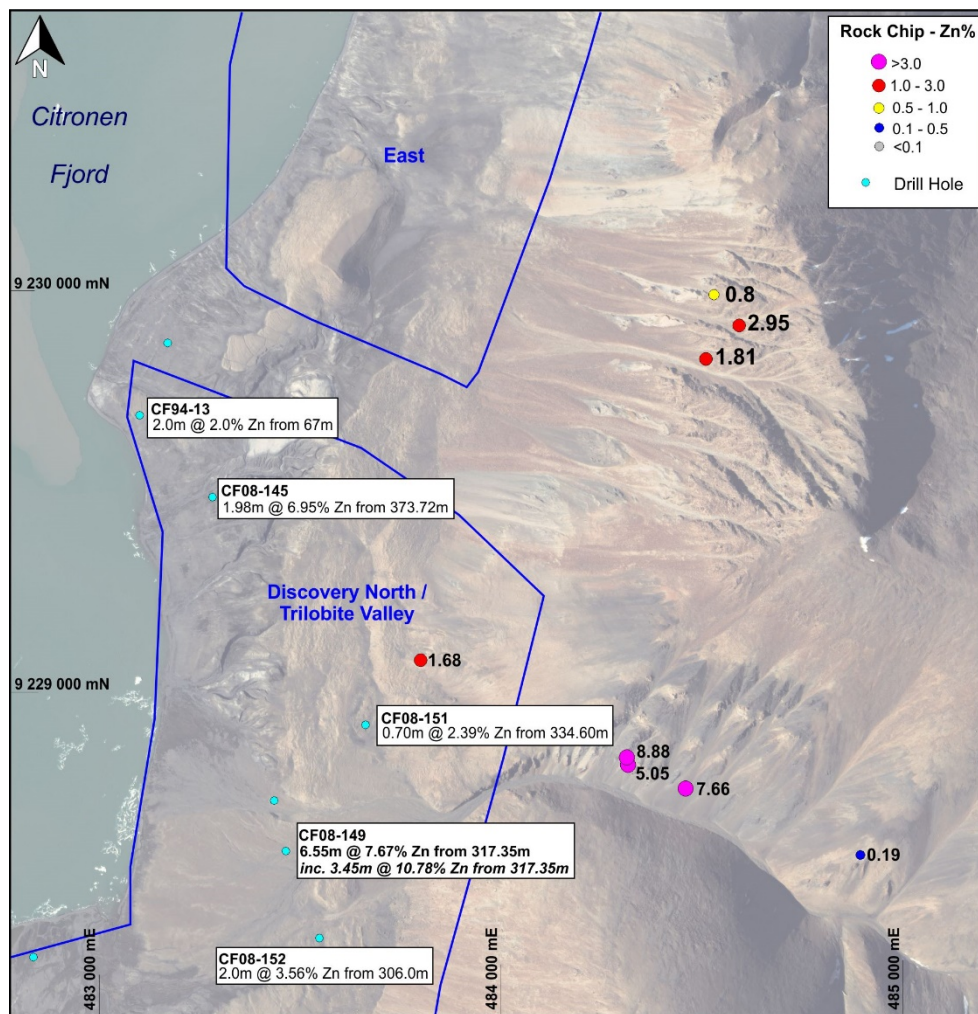 N
Citronen
Fjord
East
Rock Chip - Zn%
>3.0
1.0 - 3.0
0.5 - 1.0
0.1 - 0.5
<0.1
Drill Hole
9 230 000 mN
0.8
2.95
1.81
CF94-13
2.0m @ 2.0% Zn from 67m
CF08-145
1.98m @ 6.95% Zn from 373.72m
Discovery North /
Trilobite Valley
1.68
9 229 000 mN
CF08-151
0.70m @ 2.39% Zn from 334.60m
8.88
5.05
7.66
CF08-149
6.55m @ 7.67% Zn from 317.35m
inc. 3.45m @ 10.78% Zn from 317.35m
0.19
CF08-152
2.0m @ 3.56% Zn from 306.0m
483 000 mE
484 000 mE
485 000 mE